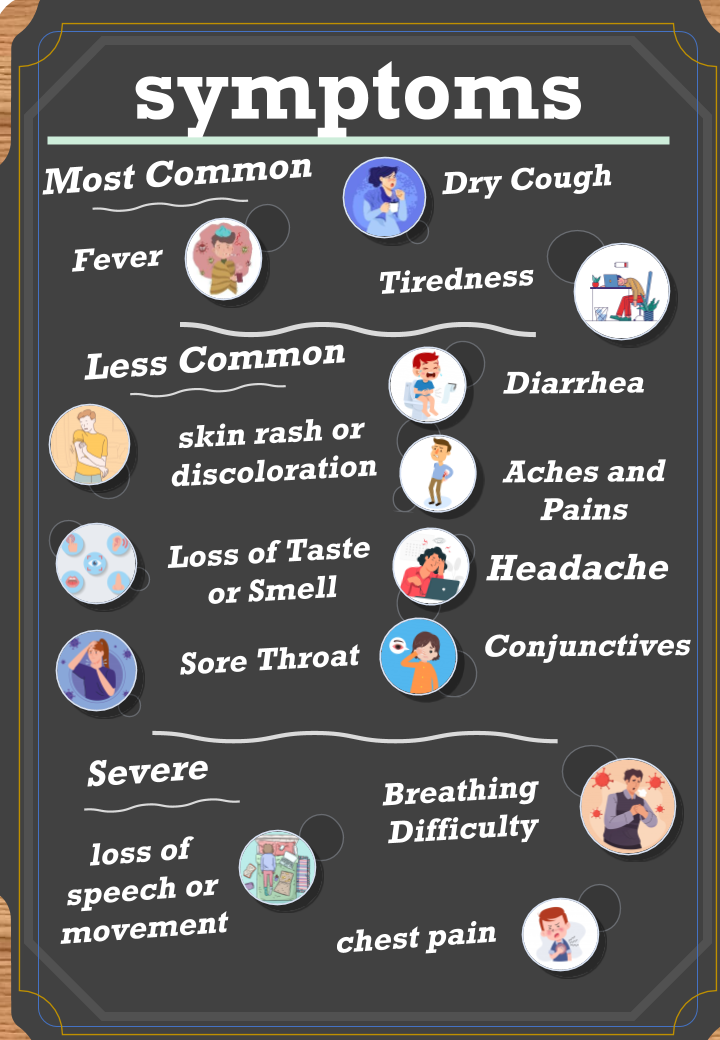 symptoms
Most Common
Dry Cough
Fever
Tiredness
Less Common
Diarrhea
skin rash or
discoloration
Aches and
Pains
Loss of Taste
or Smell
Headache
Sore Throat
Conjunctives
Severe
Breathing
Difficulty
loss of
speech or
movement
chest pain